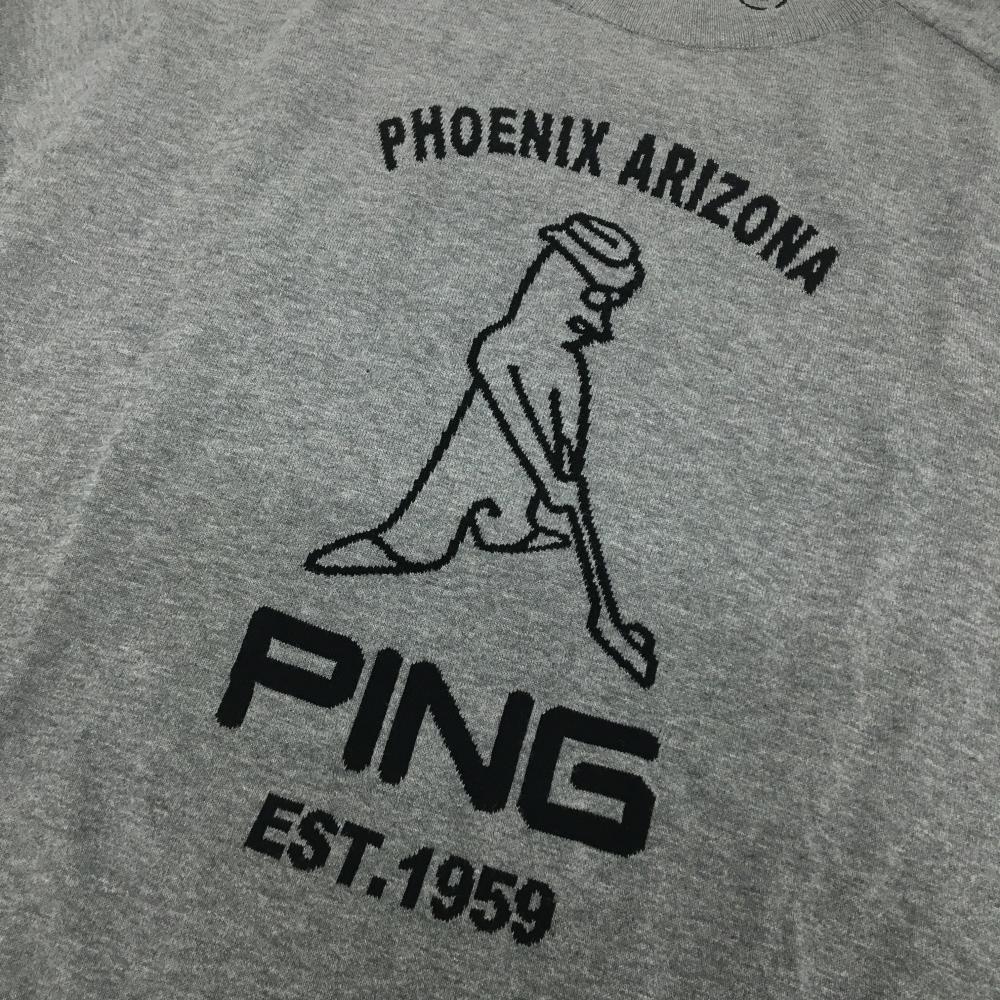 PHOENIX ARIZONA
PING
EST.1959